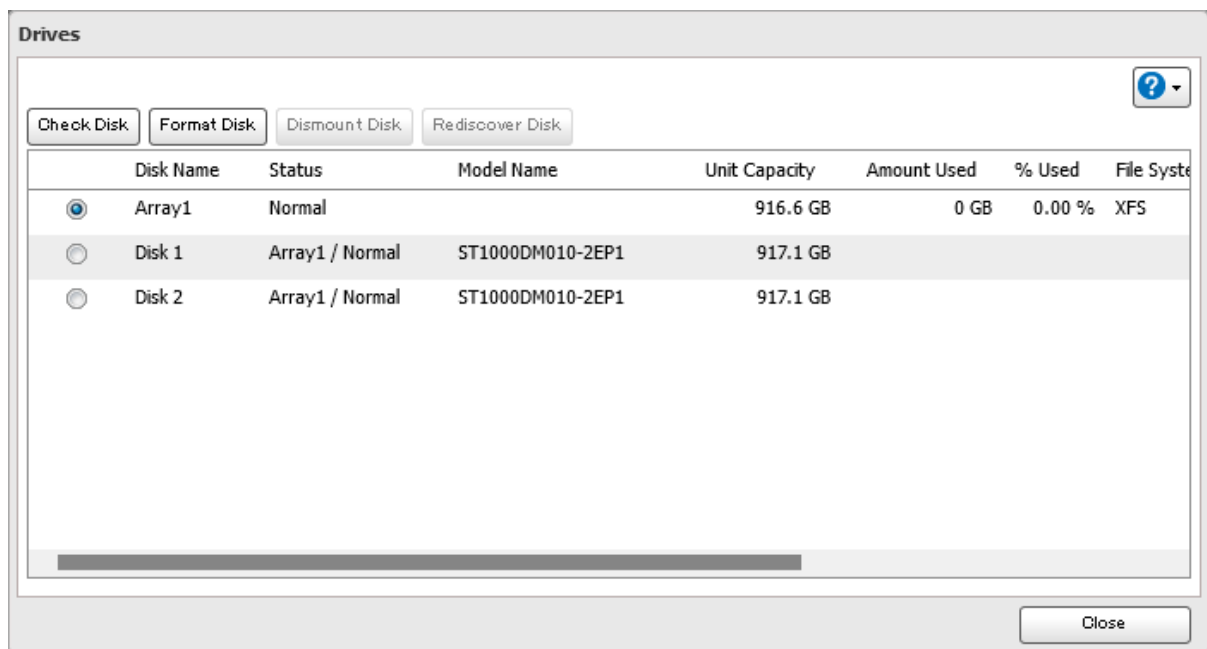 Drives
?
Check Disk Format Disk Dismount Disk Rediscover Disk
Disk Name Status Model Name Unit Capacity Amount Used % Used File Syste
Array1 Normal 916.6 GB 0 GB 0.00 % XFS
Disk 1 Array1 / Normal ST1000DM010-2EP1 917.1 GB
Disk 2 Array1 / Normal ST1000DM010-2EP1 917.1 GB
Close